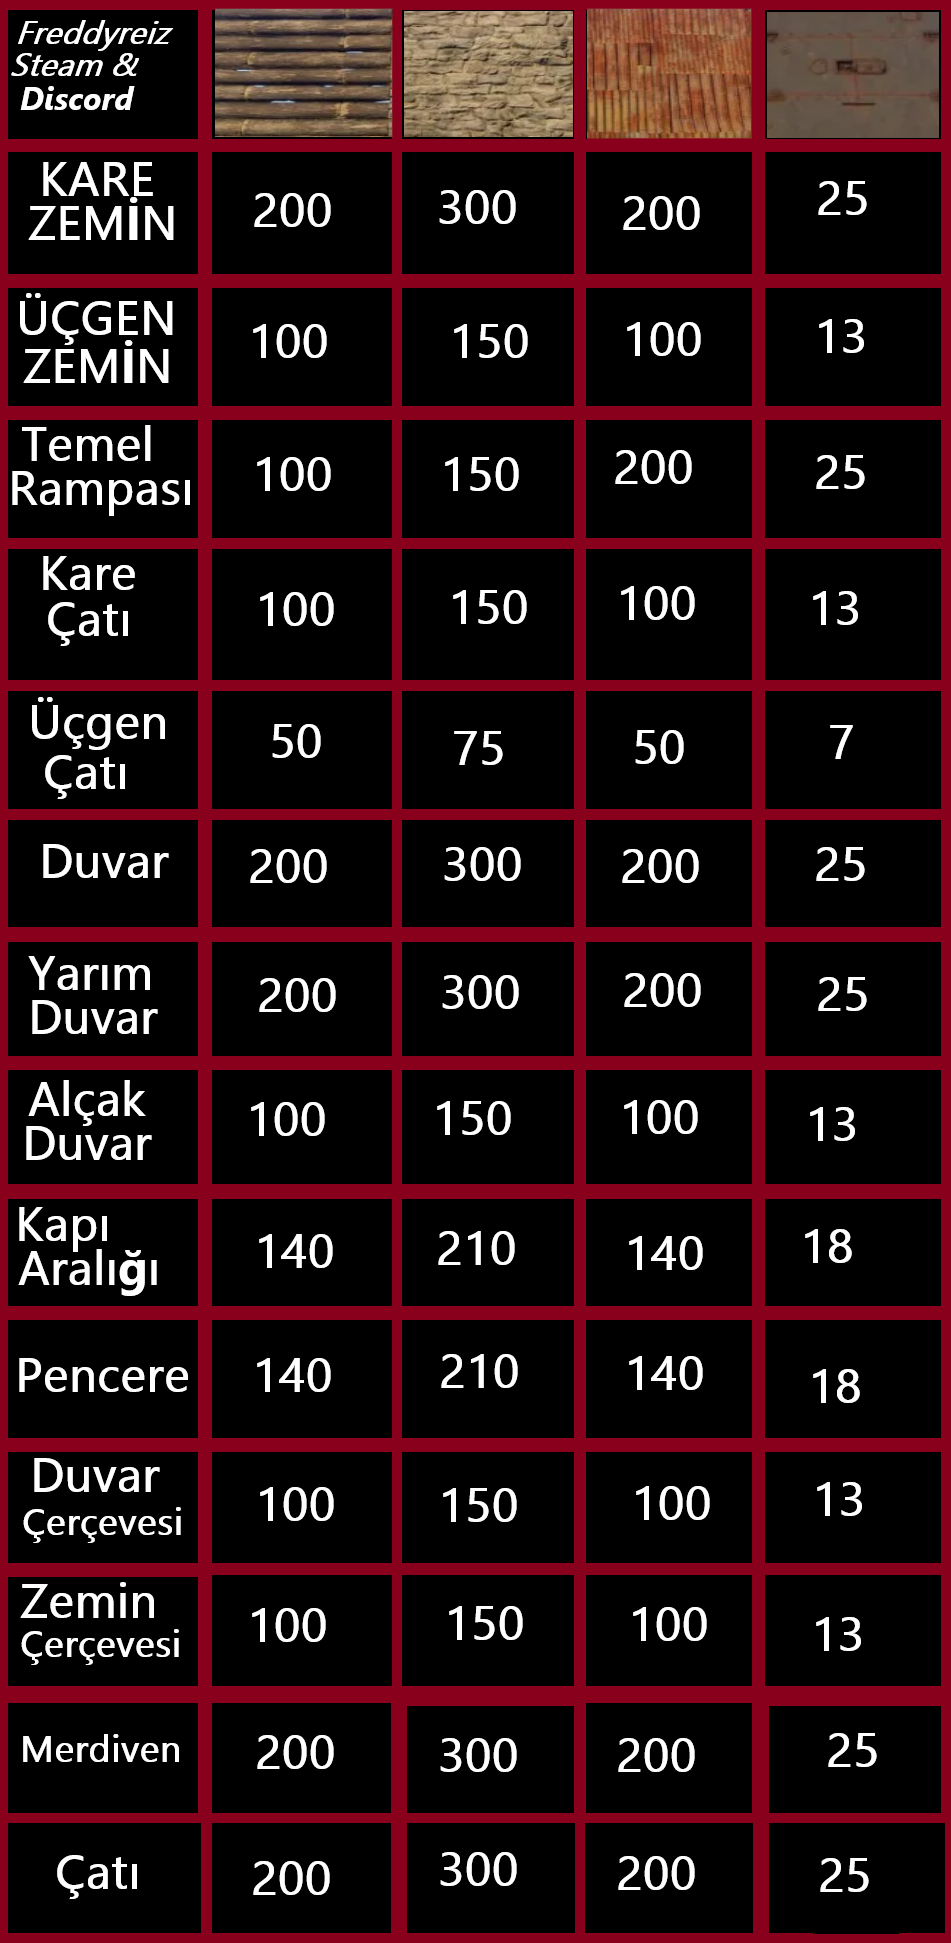 Freddyreiz
Steam &
Discord
KARE
ZEMİN
200
300
200
25
ÜÇGEN
ZEMİN
100
150
100
13
Temel
Rampası
100
150
200
25
Kare
Çatı
100
150
100
13
Üçgen
Çatı
50
75
50
7
Duvar
200
300
200
25
Yarım
Duvar
200
300
200
25
Alçak
Duvar
100
150
100
13
Kapı
Aralığı
140
210
140
18
Pencere
140
210
140
18
Duvar
Çerçevesi
100
150
100
13
Zemin
Çerçevesi
100
150
100
13
Merdiven
200
300
200
25
Çatı
200
300
200
25